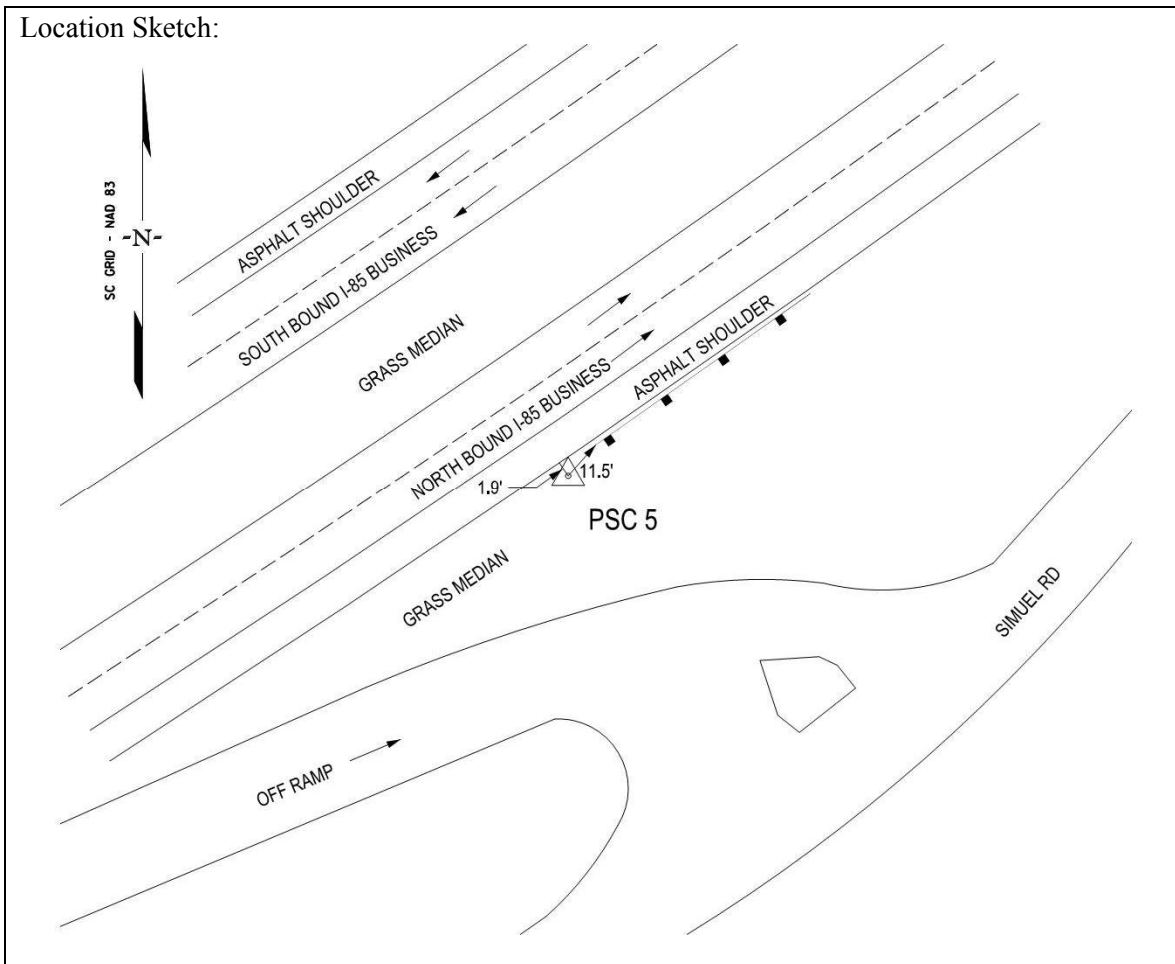 Location Sketch:
SC GRID - NAD 83
-N-
ASPHALT SHOULDER
SOUTH BOUND I-85 BUSINESS
GRASS MEDIAN
NORTH BOUND I-85 BUSINESS
ASPHALT SHOULDER
11.5'
1.9'
PSC 5
GRASS MEDIAN
SIMUEL RD
OFF RAMP